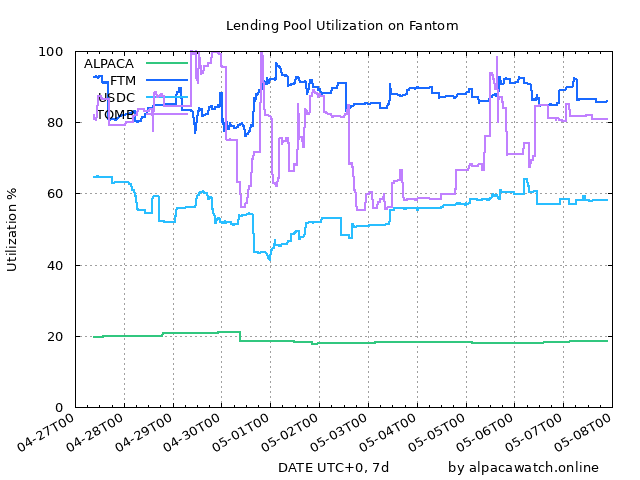 Lending Pool Utilization on Fantom
100
80
60
40
20
0
Utilization %
ALPACA
FTM
USDC
TOMB
04-27T00
04-28T00
04-29T00
04-30T00
05-01T00
05-02T00
05-03T00
05-04T00
05-05T00
05-06T00
05-07T00
05-08T00
DATE UTC+0, 7d
by alpacawatch.online